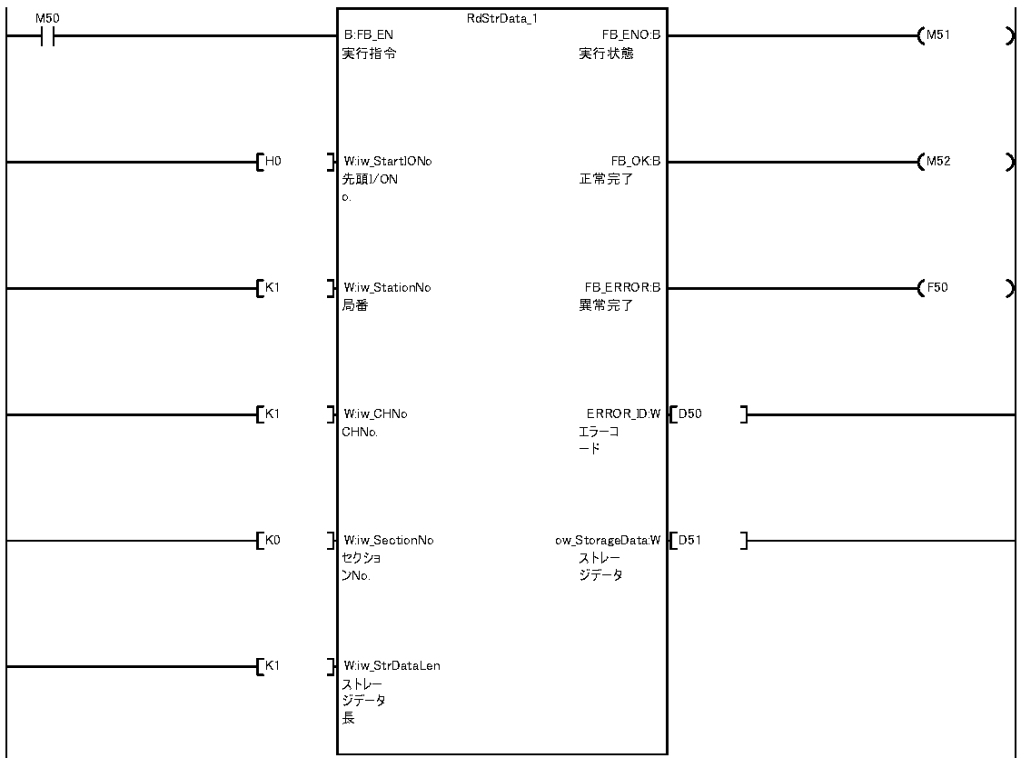 RdStrData_1
M50
B:FB_EN
実行指令
FB_ENO:B
実行状態
M51
H0
W:iw_StartIONo
先頭I/ON
o.
FB_OK:B
正常完了
M52
K1
W:iw_StationNo
局番
FB_ERROR:B
異常完了
F50
K1
W:iw_CHNo
CHNo.
ERROR_ID:W
エラーコ
ード
D50
K0
W:iw_SectionNo
セクショ
ンNo.
ow_StorageData:W
ストレー
ジデータ
D51
K1
W:iw_StrDataLen
ストレー
ジデータ
長